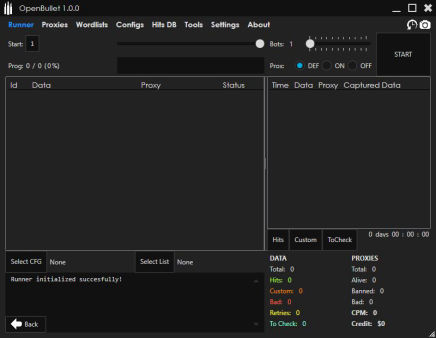 OpenBullet 1.0.0
Runner Proxies Wordlists Configs Hits DB Tools Settings About
Start: 1 Bots: 1 START
Prog: 0 / 0 (0%) Prox: DEF ON OFF
Id Data Proxy Status
Time Data Proxy Captured Data
Hits Custom ToCheck 0 days 00 : 00 : 00
Select CFG None Select List None
Runner initialized succesfully!
Back
DATA
Total: 0
Hits: 0
Custom: 0
Bad: 0
Retries: 0
To Check: 0
PROXIES
Total: 0
Alive: 0
Banned: 0
Bad: 0
CPM: 0
Credit: $0